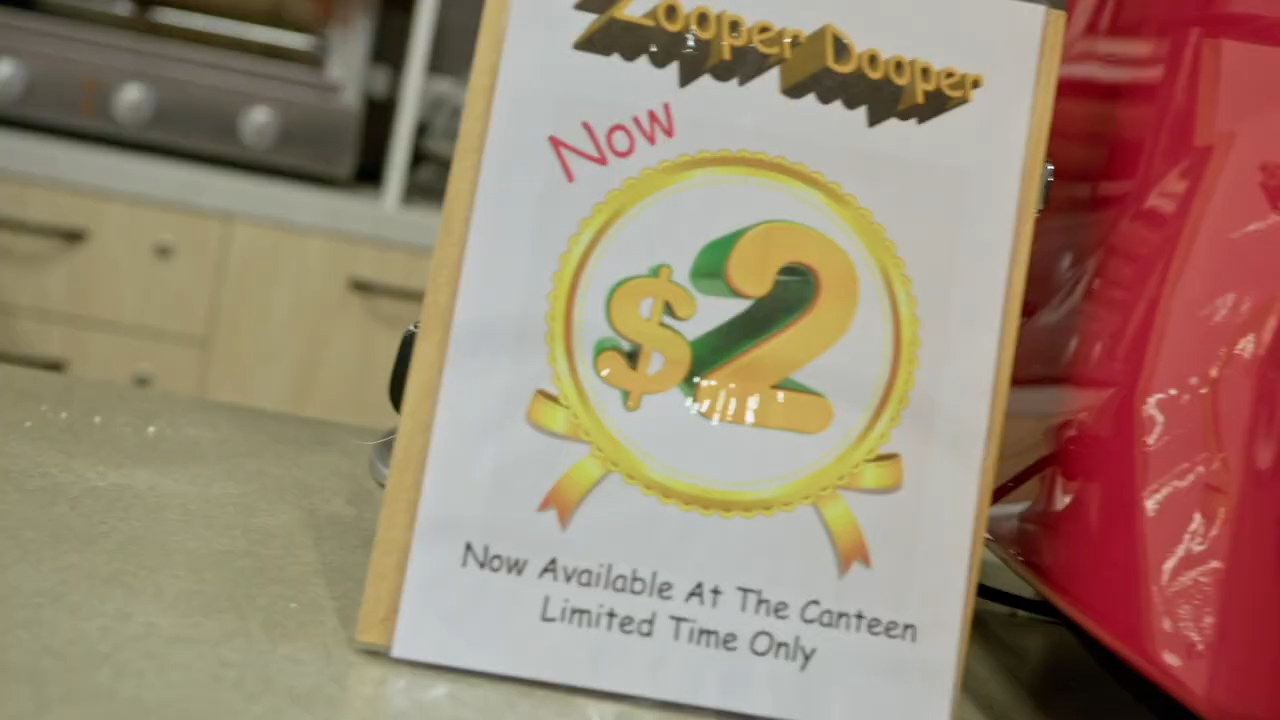 Zooper Dooper
Now
$2
Now Available At The Canteen
Limited Time Only